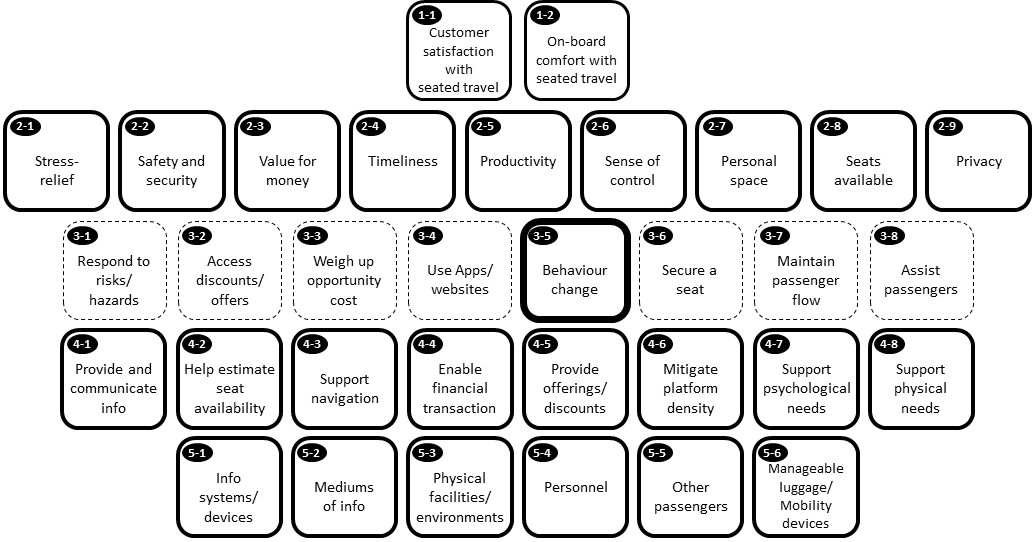 1-1
Customer
satisfaction
with
seated travel
1-2
On-board
comfort with
seated travel
2-1
Stress-
relief
2-2
Safety and
security
2-3
Value for
money
2-4
Timeliness
2-5
Productivity
2-6
Sense of
control
2-7
Personal
space
2-8
Seats
available
2-9
Privacy
3-1
Respond to
risks/
hazards
3-2
Access
discounts/
offers
3-3
Weigh up
opportunity
cost
3-4
Use Apps/
websites
3-5
Behaviour
change
3-6
Secure a
seat
3-7
Maintain
passenger
flow
3-8
Assist
passengers
4-1
Provide and
communicate
info
4-2
Help estimate
seat
availability
4-3
Support
navigation
4-4
Enable
financial
transaction
4-5
Provide
offerings/
discounts
4-6
Mitigate
platform
density
4-7
Support
psychological
needs
4-8
Support
physical
needs
5-1
Info
systems/
devices
5-2
Mediums
of info
5-3
Physical
facilities/
environments
5-4
Personnel
5-5
Other
passengers
5-6
Manageable
luggage/
Mobility
devices